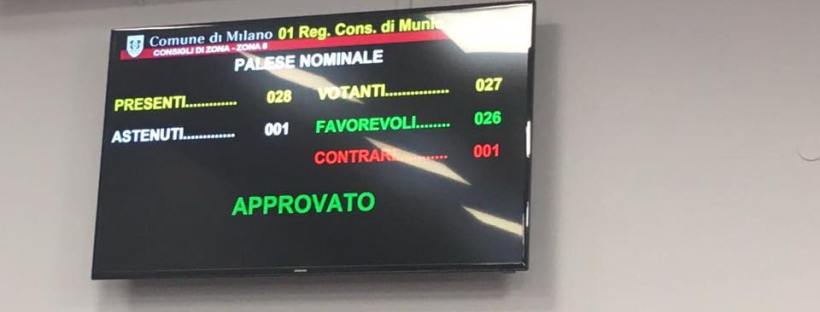 Comune di Milano 01 Reg. Cons. di Munic
CONSIGLI DI ZONA - ZONA 8
PALESE NOMINALE
PRESENTI............. 028 VOTANTI............... 027
ASTENUTI............. 001 FAVOREVOLI........ 026
CONTRARI........... 001
APPROVATO